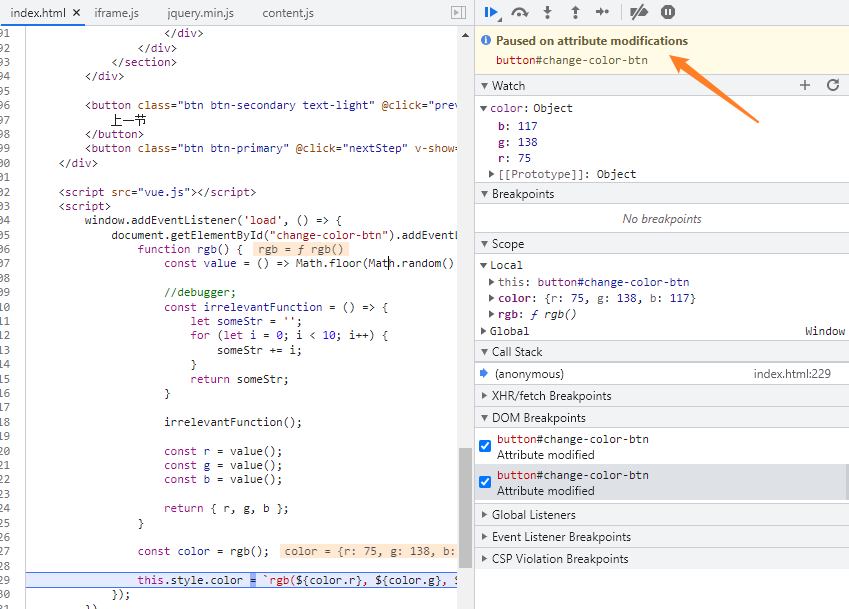 index.html × iframe.js jquery.min.js content.js
91 </div>
92 </div>
93 </section>
94 </div>
95
96 <button class="btn btn-secondary text-light" @click="prev
97 上一节
98 </button>
99 <button class="btn btn-primary" @click="nextStep" v-show=
00 </div>
01
02 <script src="vue.js"></script>
03 <script>
04 window.addEventListener('load', () => {
05 document.getElementById("change-color-btn").addEventL
06 function rgb() { rgb = ƒ rgb()
07 const value = () => Math.floor(Math.random()
08
09 //debugger;
10 const irrelevantFunction = () => {
11 let someStr = '';
12 for (let i = 0; i < 10; i++) {
13 someStr += i;
14 }
15 return someStr;
16 }
17
18 irrelevantFunction();
19
20 const r = value();
21 const g = value();
22 const b = value();
23
24 return { r, g, b };
25 }
26
27 const color = rgb(); color = {r: 75, g: 138, b:
28
29 this.style.color = `rgb(${color.r}, ${color.g}, $
30 });
Paused on attribute modifications
button#change-color-btn
Watch
color: Object
b: 117
g: 138
r: 75
[[Prototype]]: Object
Breakpoints
No breakpoints
Scope
Local
this: button#change-color-btn
color: {r: 75, g: 138, b: 117}
rgb: ƒ rgb()
Global Window
Call Stack
(anonymous) index.html:229
XHR/fetch Breakpoints
DOM Breakpoints
button#change-color-btn
Attribute modified
button#change-color-btn
Attribute modified
Global Listeners
Event Listener Breakpoints
CSP Violation Breakpoints